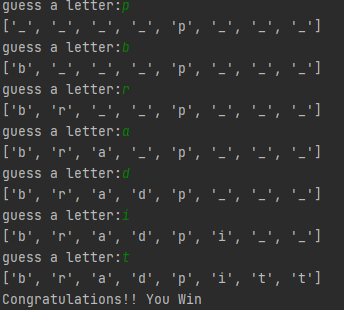 guess a letter:p
['_', '_', '_', '_', 'p', '_', '_', '_']
guess a letter:b
['b', '_', '_', '_', 'p', '_', '_', '_']
guess a letter:r
['b', 'r', '_', '_', 'p', '_', '_', '_']
guess a letter:a
['b', 'r', 'a', '_', 'p', '_', '_', '_']
guess a letter:d
['b', 'r', 'a', 'd', 'p', '_', '_', '_']
guess a letter:i
['b', 'r', 'a', 'd', 'p', 'i', '_', '_']
guess a letter:t
['b', 'r', 'a', 'd', 'p', 'i', 't', 't']
Congratulations!! You Win